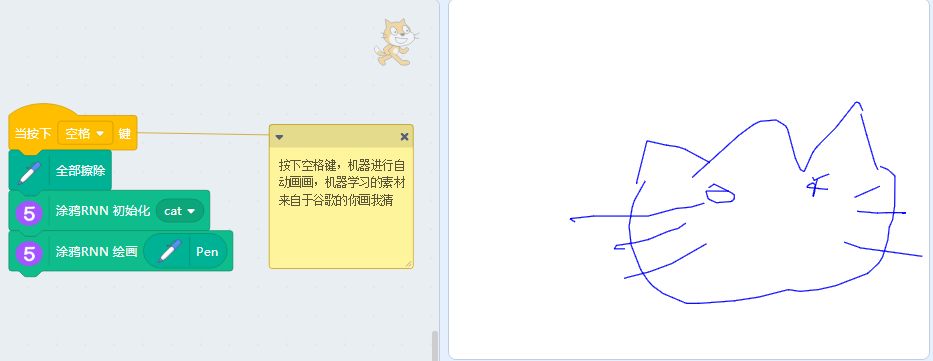 当按下 空格 键
全部擦除
5 涂鸦RNN 初始化 cat
5 涂鸦RNN 绘画 Pen
按下空格键，机器进行自
动画画，机器学习的素材
来自于谷歌的你画我猜